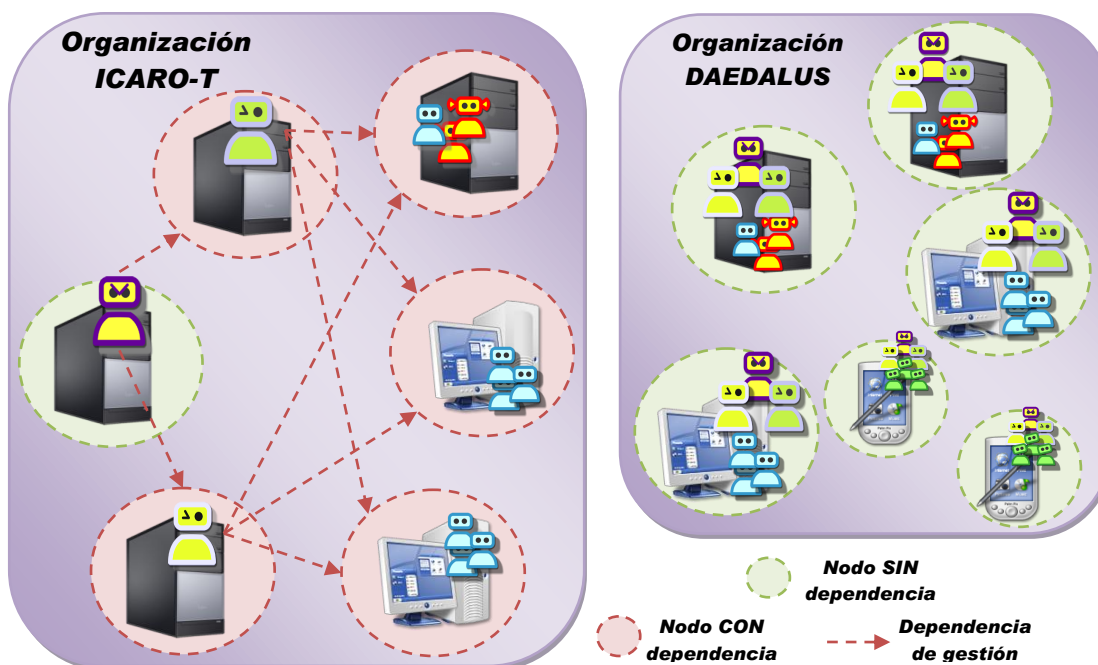 Organización
ICARO-T
Organización
DAEDALUS
Nodo SIN
dependencia
Nodo CON
dependencia
Dependencia
de gestión